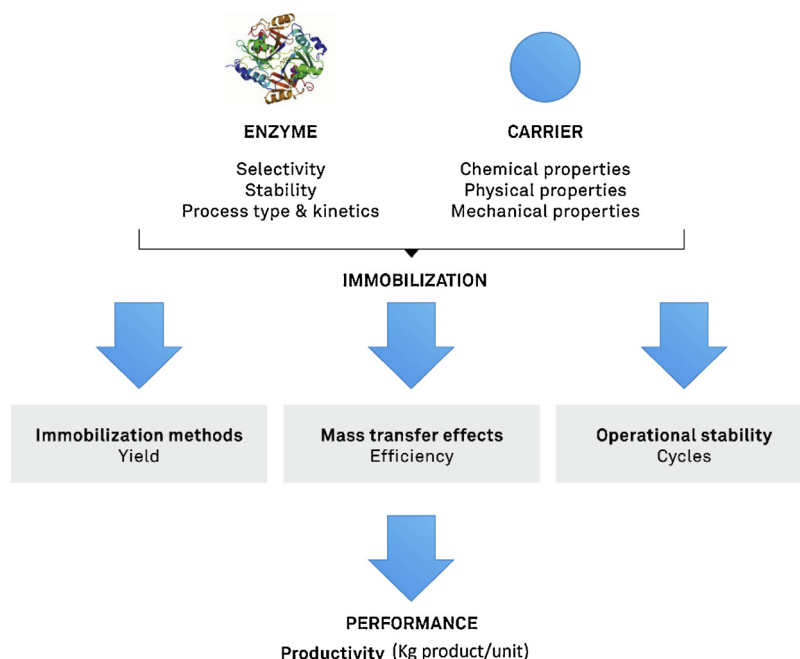 ENZYME
Selectivity
Stability
Process type & kinetics
CARRIER
Chemical properties
Physical properties
Mechanical properties
IMMOBILIZATION
Immobilization methods
Yield
Mass transfer effects
Efficiency
Operational stability
Cycles
PERFORMANCE
Productivity (Kg product/unit)